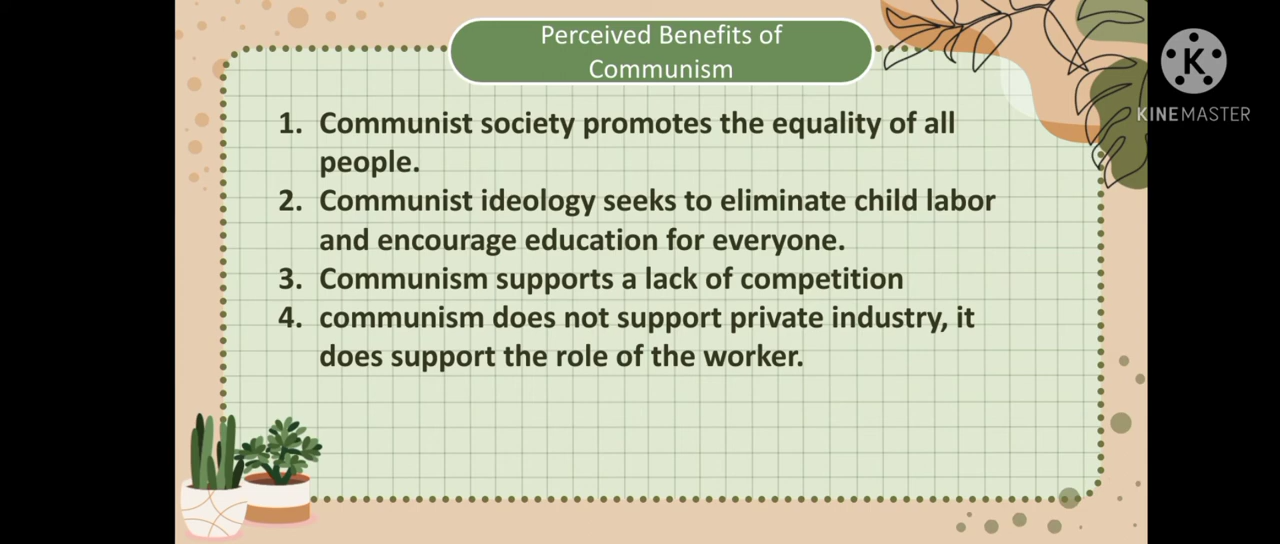 Perceived Benefits of
Communism
K
KINEMASTER
1. Communist society promotes the equality of all
people.
2. Communist ideology seeks to eliminate child labor
and encourage education for everyone.
3. Communism supports a lack of competition
4. communism does not support private industry, it
does support the role of the worker.